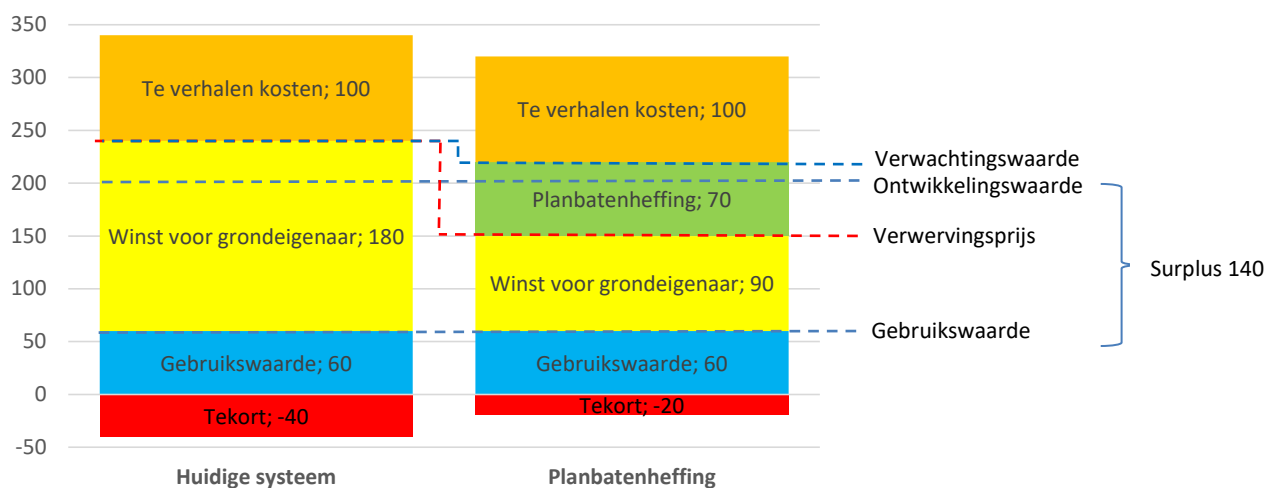 350
300
250
200
150
100
50
0
-50
Te verhalen kosten; 100
Winst voor grondeigenaar; 180
Gebruikswaarde; 60
Tekort; -40
Huidige systeem
Te verhalen kosten; 100
Planbatenheffing; 70
Winst voor grondeigenaar; 90
Gebruikswaarde; 60
Tekort; -20
Planbatenheffing
Verwachtingswaarde
Ontwikkelingswaarde
Verwervingsprijs
Gebruikswaarde
Surplus 140